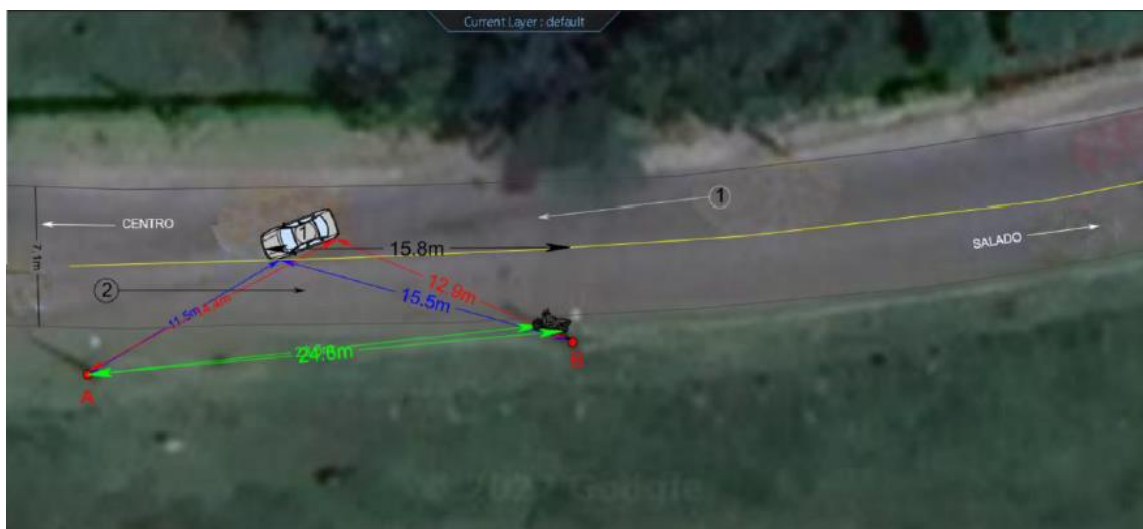 Current Layer : default
1
CENTRO
7.1m
7
15.8m
SALADO
12.9m
2
15.5m
11.5m
24.6m
B
A
Google